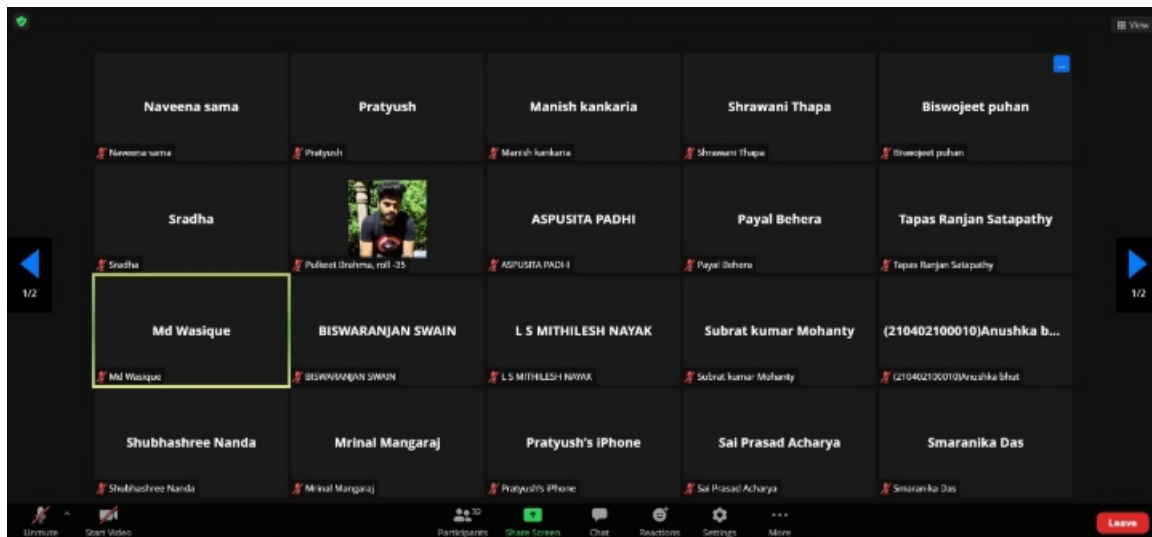 View
Naveena sama
Pratyush
Manish kankaria
Shrawani Thapa
Biswojeet puhan
Naveena sama
Pratyush
Manish kankaria
Shrawani Thapa
Biswojeet puhan
Sradha
ASPUSITA PADHI
Payal Behera
Tapas Ranjan Satapathy
Sradha
Pulkeet Brahma, roll -35
ASPUSITA PADHI
Payal Behera
Tapas Ranjan Satapathy
1/2
1/2
Md Wasique
BISWARANJAN SWAIN
L S MITHILESH NAYAK
Subrat kumar Mohanty
(210402100010)Anushka b...
Md Wasique
BISWARANJAN SWAIN
L S MITHILESH NAYAK
Subrat kumar Mohanty
(210402100010)Anushka bhut
Shubhashree Nanda
Mrinal Mangaraj
Pratyush's iPhone
Sai Prasad Acharya
Smaranika Das
Shubhashree Nanda
Mrinal Mangaraj
Pratyush's iPhone
Sai Prasad Acharya
Smaranika Das
32
Unmute
Start Video
Participants
Share Screen
Chat
Reactions
Settings
More
Leave